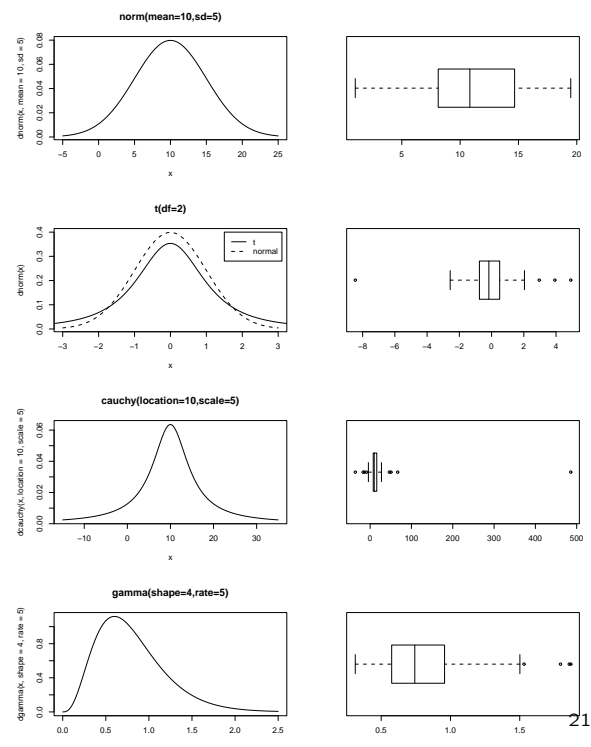 norm(mean=10,sd=5)
dnorm(x, mean = 10, sd = 5)
0.00 0.02 0.04 0.06 0.08
−5 0 5 10 15 20 25
x
5 10 15 20
t(df=2)
dnorm(x)
0.0 0.1 0.2 0.3 0.4
t
normal
−3 −2 −1 0 1 2 3
x
−8 −6 −4 −2 0 2 4
cauchy(location=10,scale=5)
dcauchy(x, location = 10, scale = 5)
0.00 0.02 0.04 0.06
−10 0 10 20 30
x
0 100 200 300 400 500
gamma(shape=4,rate=5)
dgamma(x, shape = 4, rate = 5)
0.0 0.4 0.8
0.0 0.5 1.0 1.5 2.0 2.5
0.5 1.0 1.5
21